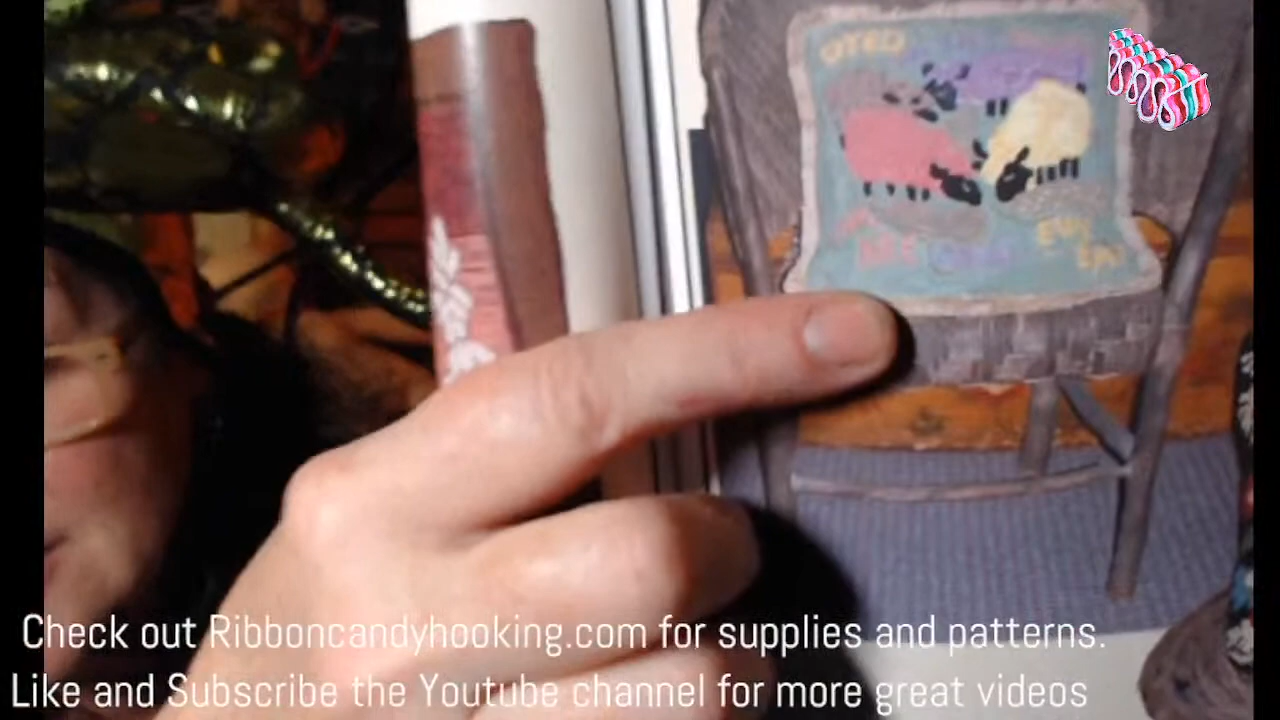 Check out Ribboncandyhooking.com for supplies and patterns.
Like and Subscribe the Youtube channel for more great videos